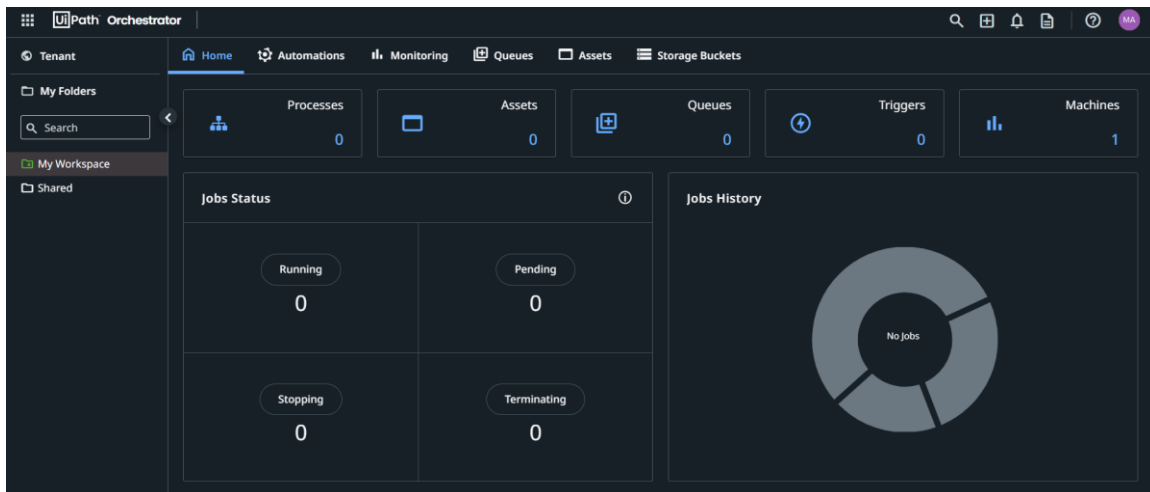 UiPath Orchestrator
MA
Tenant
Home Automations Monitoring Queues Assets Storage Buckets
My Folders
Search
My Workspace
Shared
Processes
0
Assets
0
Queues
0
Triggers
0
Machines
1
Jobs Status
Running
0
Pending
0
Stopping
0
Terminating
0
Jobs History
No Jobs